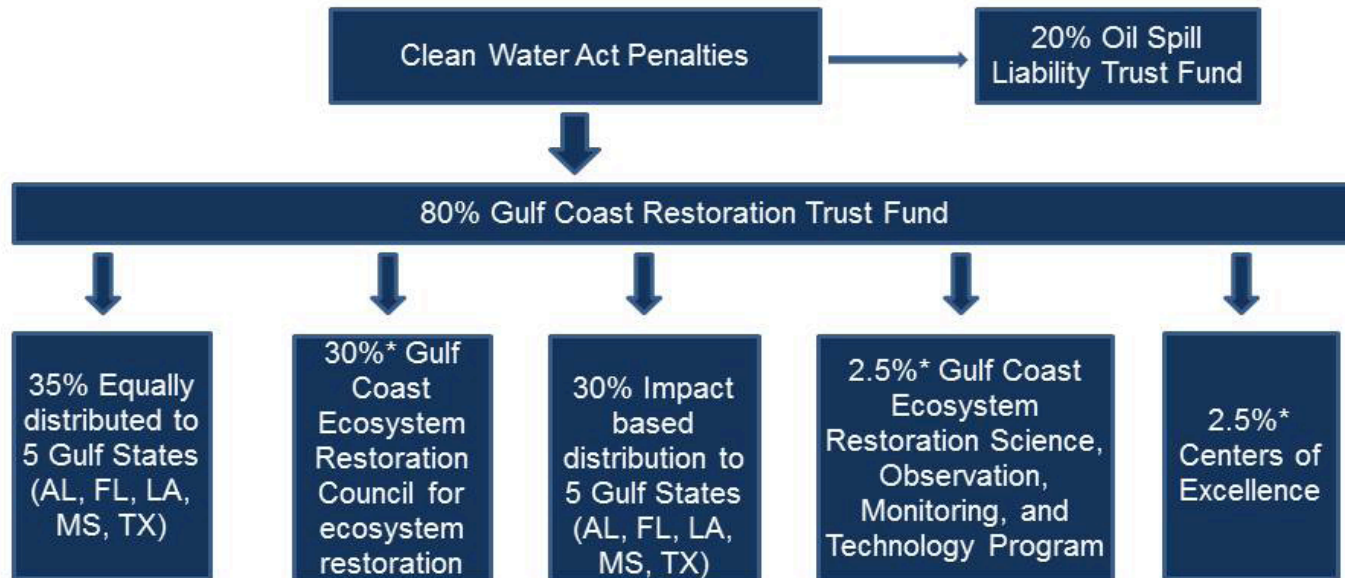 Clean Water Act Penalties
20% Oil Spill
Liability Trust Fund
80% Gulf Coast Restoration Trust Fund
35% Equally
distributed to
5 Gulf States
(AL, FL, LA,
MS, TX)
30%* Gulf
Coast
Ecosystem
Restoration
Council for
ecosystem
restoration
30% Impact
based
distribution to
5 Gulf States
(AL, FL, LA,
MS, TX)
2.5%* Gulf Coast
Ecosystem
Restoration Science,
Observation,
Monitoring, and
Technology Program
2.5%*
Centers of
Excellence